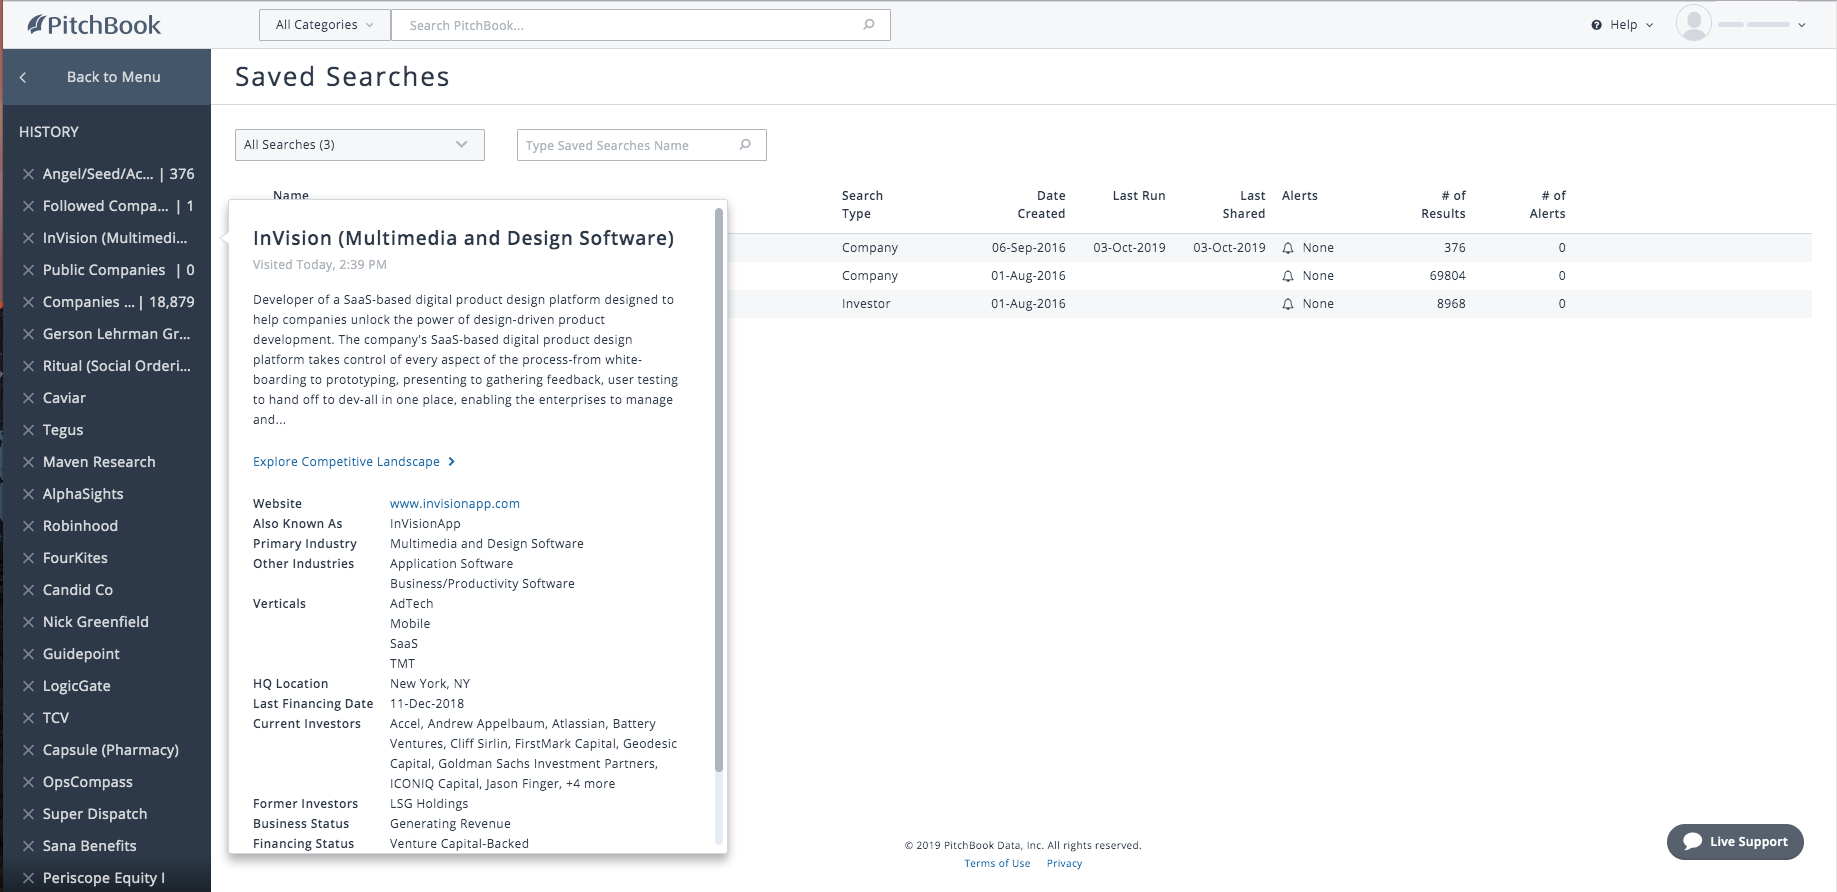 PitchBook
All Categories
Search PitchBook...
Help
Back to Menu
Saved Searches
HISTORY
Angel/Seed/Ac... | 376
Followed Compa... | 1
InVision (Multimedi...
Public Companies | 0
Companies ... | 18,879
Gerson Lehrman Gr...
Ritual (Social Orderi...
Caviar
Tegus
Maven Research
AlphaSights
Robinhood
FourKites
Candid Co
Nick Greenfield
Guidepoint
LogicGate
TCV
Capsule (Pharmacy)
OpsCompass
Super Dispatch
Sana Benefits
Periscope Equity I
All Searches (3)
Type Saved Searches Name
Name Search Type Date Created Last Run Last Shared Alerts # of Results # of Alerts
Company 06-Sep-2016 03-Oct-2019 03-Oct-2019 None 376 0
Company 01-Aug-2016 None 69804 0
Investor 01-Aug-2016 None 8968 0
InVision (Multimedia and Design Software)
Visited Today, 2:39 PM
Developer of a SaaS-based digital product design platform designed to
help companies unlock the power of design-driven product
development. The company's SaaS-based digital product design
platform takes control of every aspect of the process-from white-
boarding to prototyping, presenting to gathering feedback, user testing
to hand off to dev-all in one place, enabling the enterprises to manage
and...
Explore Competitive Landscape
Website www.invisionapp.com
Also Known As InVisionApp
Primary Industry Multimedia and Design Software
Other Industries Application Software
Business/Productivity Software
Verticals AdTech
Mobile
SaaS
TMT
HQ Location New York, NY
Last Financing Date 11-Dec-2018
Current Investors Accel, Andrew Appelbaum, Atlassian, Battery
Ventures, Cliff Sirlin, FirstMark Capital, Geodesic
Capital, Goldman Sachs Investment Partners,
ICONIQ Capital, Jason Finger, +4 more
Former Investors LSG Holdings
Business Status Generating Revenue
Financing Status Venture Capital-Backed
© 2019 PitchBook Data, Inc. All rights reserved.
Terms of Use Privacy
Live Support